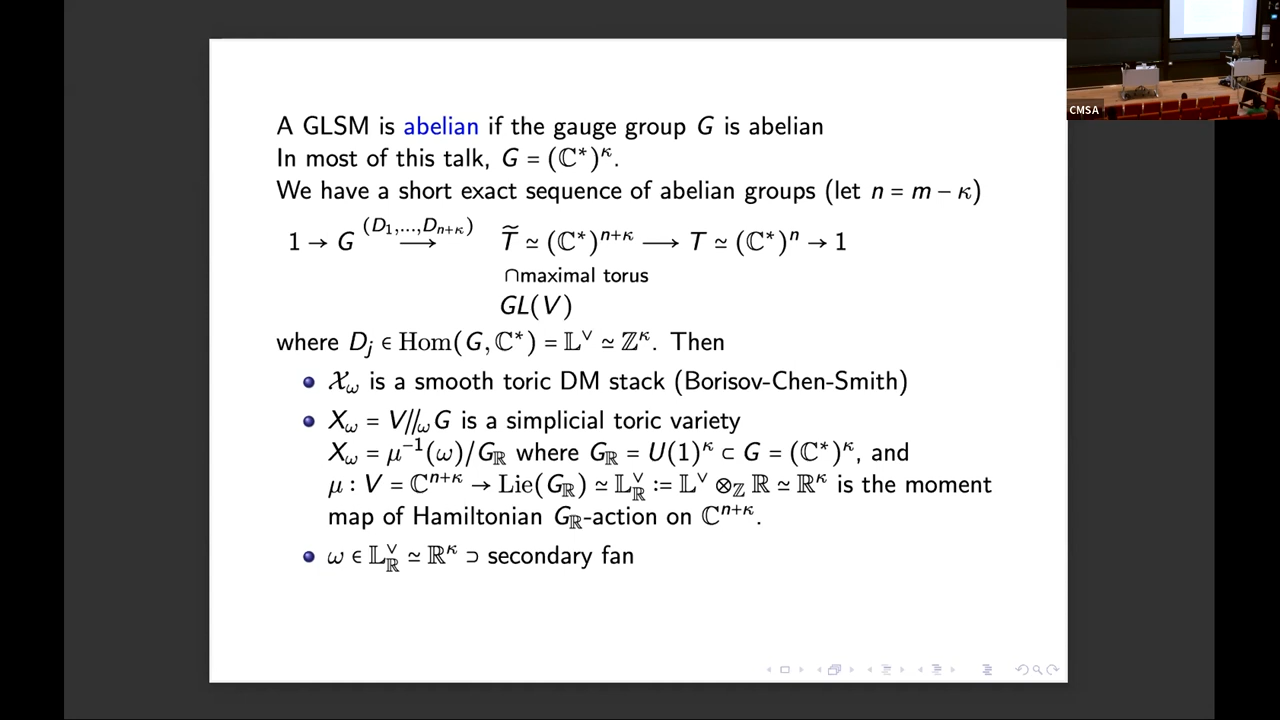 A GLSM is abelian if the gauge group G is abelian
In most of this talk, G = (ℂ*)^κ.
We have a short exact sequence of abelian groups (let n = m − κ)
1 → G ⟶^{(D₁,…,D_{n+κ})} T̃ ≃ (ℂ*)^{n+κ} ⟶ T ≃ (ℂ*)^n → 1
∩maximal torus
GL(V)
where D_j ∈ Hom(G, ℂ*) = 𝕃^∨ ≃ ℤ^κ. Then
• 𝒳_ω is a smooth toric DM stack (Borisov-Chen-Smith)
• X_ω = V//_ω G is a simplicial toric variety
X_ω = μ^{-1}(ω)/G_ℝ where G_ℝ = U(1)^κ ⊂ G = (ℂ*)^κ, and
μ : V = ℂ^{n+κ} → Lie(G_ℝ) ≃ 𝕃_ℝ^∨ := 𝕃^∨ ⊗_ℤ ℝ ≃ ℝ^κ is the moment
map of Hamiltonian G_ℝ-action on ℂ^{n+κ}.
• ω ∈ 𝕃_ℝ^∨ ≃ ℝ^κ ⊃ secondary fan
CMSA